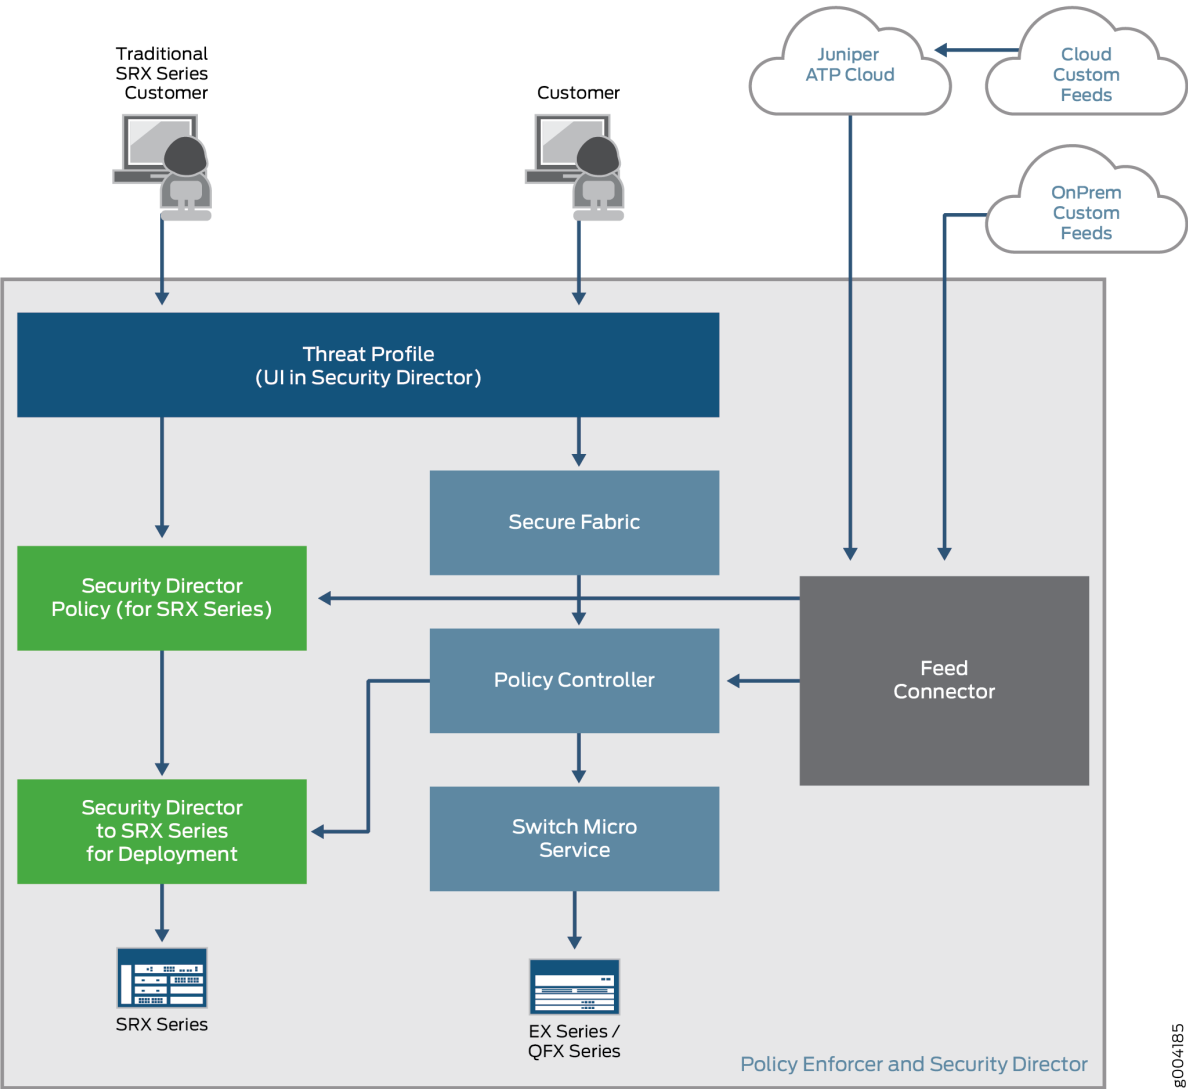 Traditional
SRX Series
Customer
Customer
Juniper
ATP Cloud
Cloud
Custom
Feeds
OnPrem
Custom
Feeds
Threat Profile
(UI in Security Director)
Secure Fabric
Security Director
Policy (for SRX Series)
Policy Controller
Feed
Connector
Security Director
to SRX Series
for Deployment
Switch Micro
Service
SRX Series
EX Series /
QFX Series
Policy Enforcer and Security Director
g004185